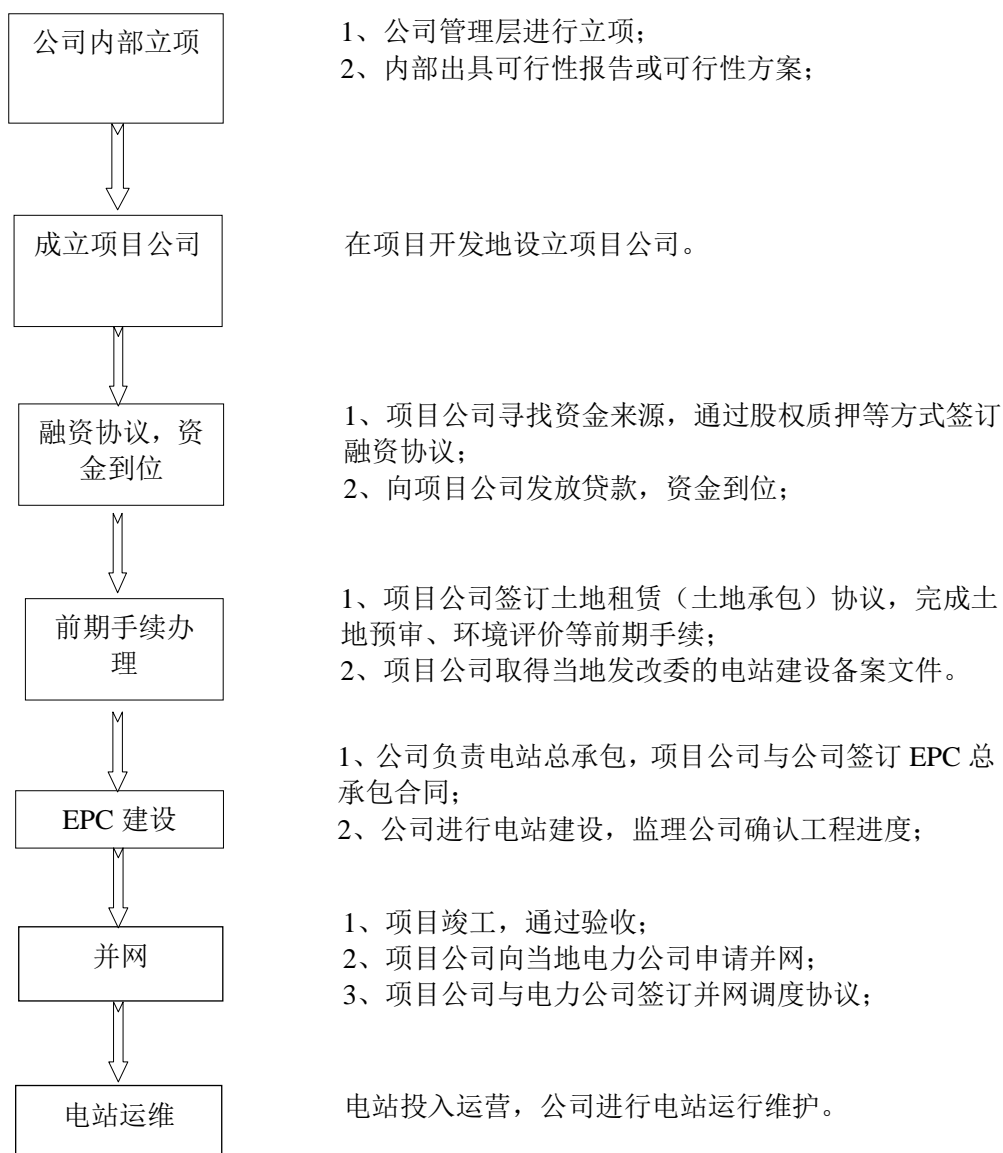 公司内部立项
1、公司管理层进行立项；
2、内部出具可行性报告或可行性方案；
成立项目公司
在项目开发地设立项目公司。
融资协议，资
金到位
1、项目公司寻找资金来源，通过股权质押等方式签订
融资协议；
2、向项目公司发放贷款，资金到位；
前期手续办
理
1、项目公司签订土地租赁（土地承包）协议，完成土
地预审、环境评价等前期手续；
2、项目公司取得当地发改委的电站建设备案文件。
EPC 建设
1、公司负责电站总承包，项目公司与公司签订 EPC 总
承包合同；
2、公司进行电站建设，监理公司确认工程进度；
并网
1、项目竣工，通过验收；
2、项目公司向当地电力公司申请并网；
3、项目公司与电力公司签订并网调度协议；
电站运维
电站投入运营，公司进行电站运行维护。